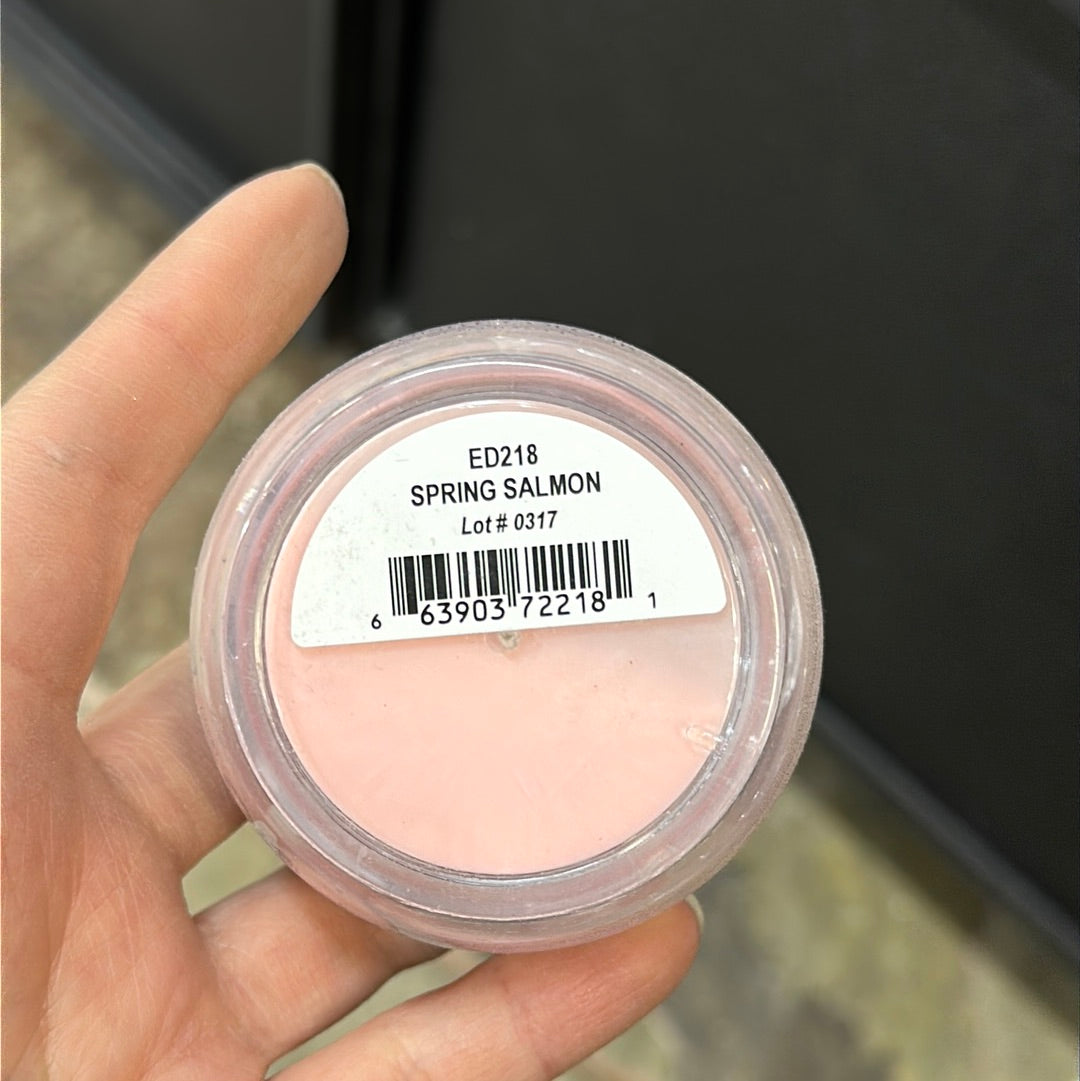 ED218
SPRING SALMON
Lot # 0317
6 63903 72218 1